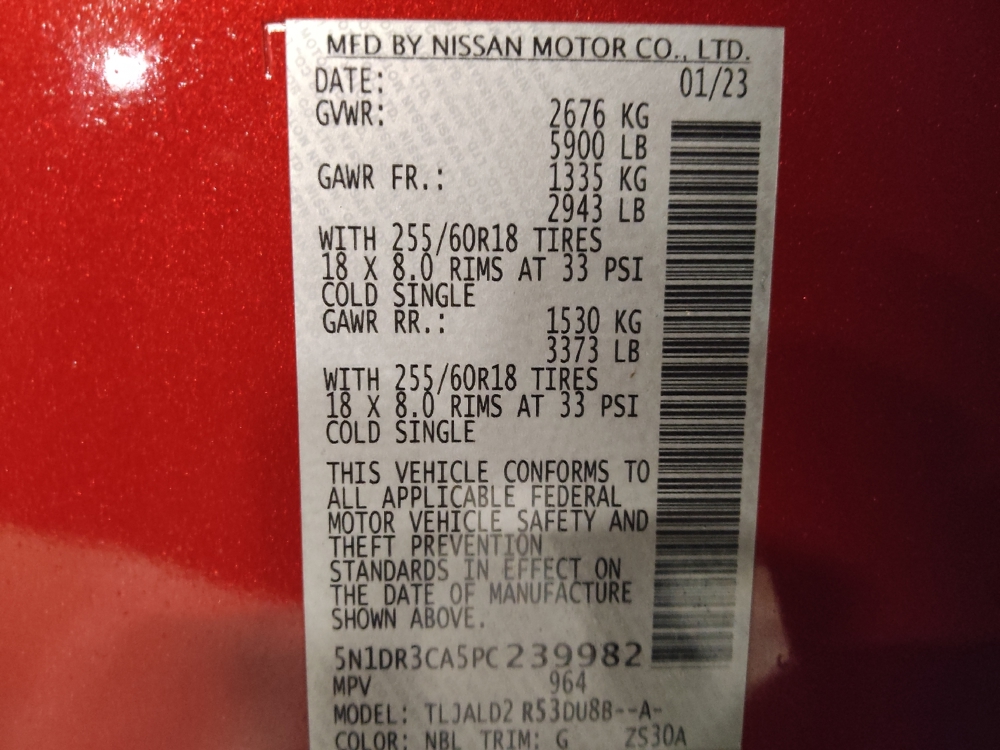 MFD BY NISSAN MOTOR CO., LTD.
DATE: 01/23
GVWR: 2676 KG
5900 LB
GAWR FR.: 1335 KG
2943 LB
WITH 255/60R18 TIRES
18 X 8.0 RIMS AT 33 PSI
COLD SINGLE
GAWR RR.: 1530 KG
3373 LB
WITH 255/60R18 TIRES
18 X 8.0 RIMS AT 33 PSI
COLD SINGLE
THIS VEHICLE CONFORMS TO
ALL APPLICABLE FEDERAL
MOTOR VEHICLE SAFETY AND
THEFT PREVENTION
STANDARDS IN EFFECT ON
THE DATE OF MANUFACTURE
SHOWN ABOVE.
5N1DR3CA5PC239982
MPV 964
MODEL: TLJALD2 R53DU8B--A-
COLOR: NBL TRIM: G ZS30A